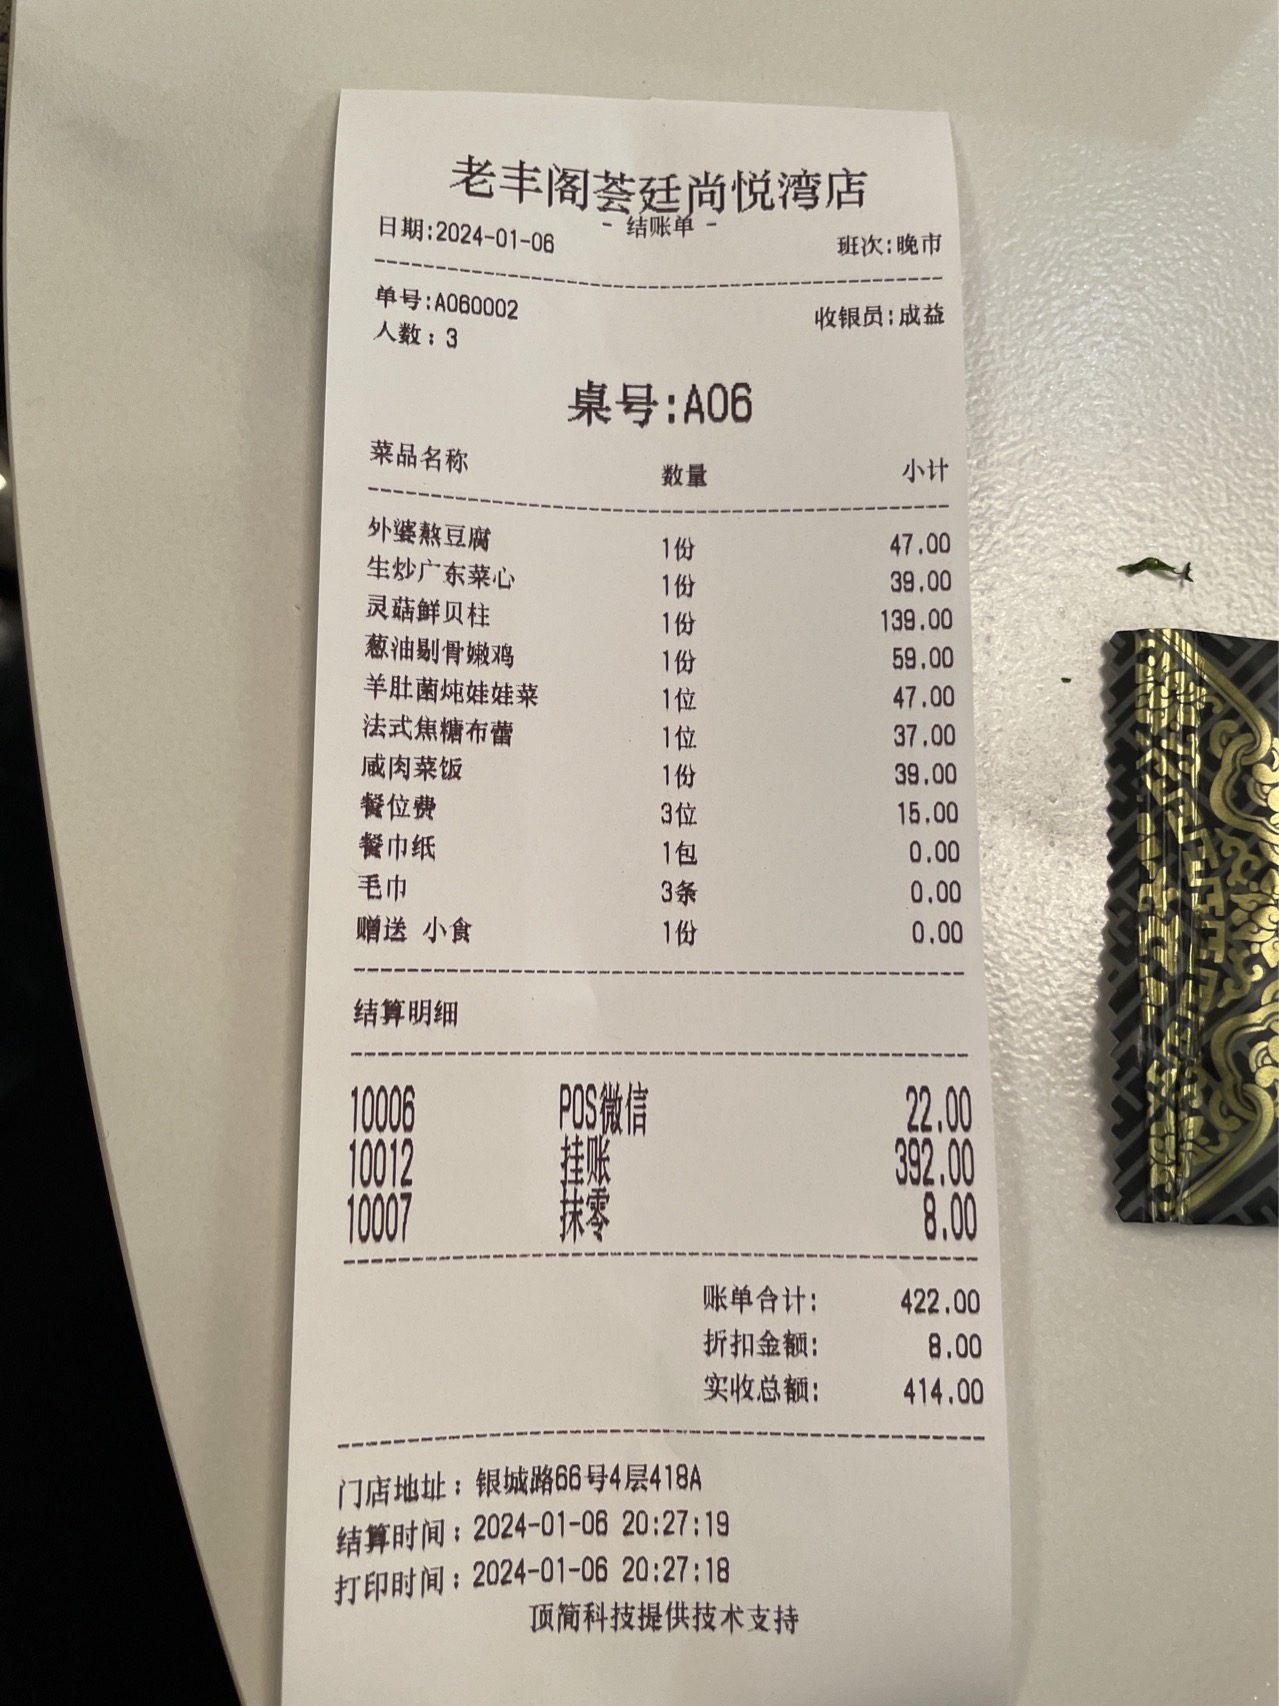 老丰阁荟廷尚悦湾店
- 结账单 -
日期:2024-01-06 班次:晚市
单号:A060002 收银员:成益
人数:3
桌号:A06
菜品名称 数量 小计
外婆熬豆腐 1份 47.00
生炒广东菜心 1份 39.00
灵菇鲜贝柱 1份 139.00
葱油剔骨嫩鸡 1份 59.00
羊肚菌炖娃娃菜 1位 47.00
法式焦糖布蕾 1位 37.00
咸肉菜饭 1份 39.00
餐位费 3位 15.00
餐巾纸 1包 0.00
毛巾 3条 0.00
赠送 小食 1份 0.00
结算明细
10006 POS微信 22.00
10012 挂账 392.00
10007 抹零 8.00
账单合计: 422.00
折扣金额: 8.00
实收总额: 414.00
门店地址:银城路66号4层418A
结算时间:2024-01-06 20:27:19
打印时间:2024-01-06 20:27:18
顶简科技提供技术支持